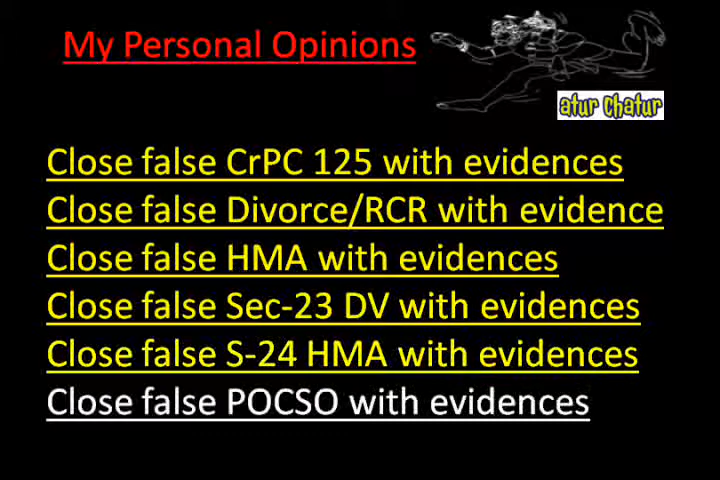 My Personal Opinions
atur Chatur
Close false CrPC 125 with evidences
Close false Divorce/RCR with evidence
Close false HMA with evidences
Close false Sec-23 DV with evidences
Close false S-24 HMA with evidences
Close false POCSO with evidences